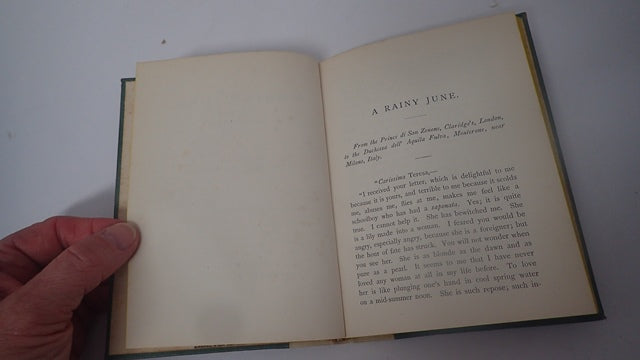 A RAINY JUNE.
From the Prince di San Zenone, Claridge's, London,
to the Duchessa dell' Aquila Fulva, Monterone, near
Milano, Italy.
"Carissima Teresa,—
"I received your letter, which is delightful to me
because it is yours, and terrible to me because it scolds
me, abuses me, flies at me, makes me feel like a
schoolboy who has had a saponata. Yes; it is quite
true. I cannot help it. She has bewitched me. She
is a lily made into a woman. I feared you would be
angry, especially angry, because she is a foreigner; but
the hour of fate has struck. You will not wonder when
you see her. She is as blonde as the dawn and as
pure as a pearl. It seems to me that I have never
loved any woman at all in my life before. To love
her is like plunging one's hand in cool spring water
on a mid-summer noon. She is such repose; such in-